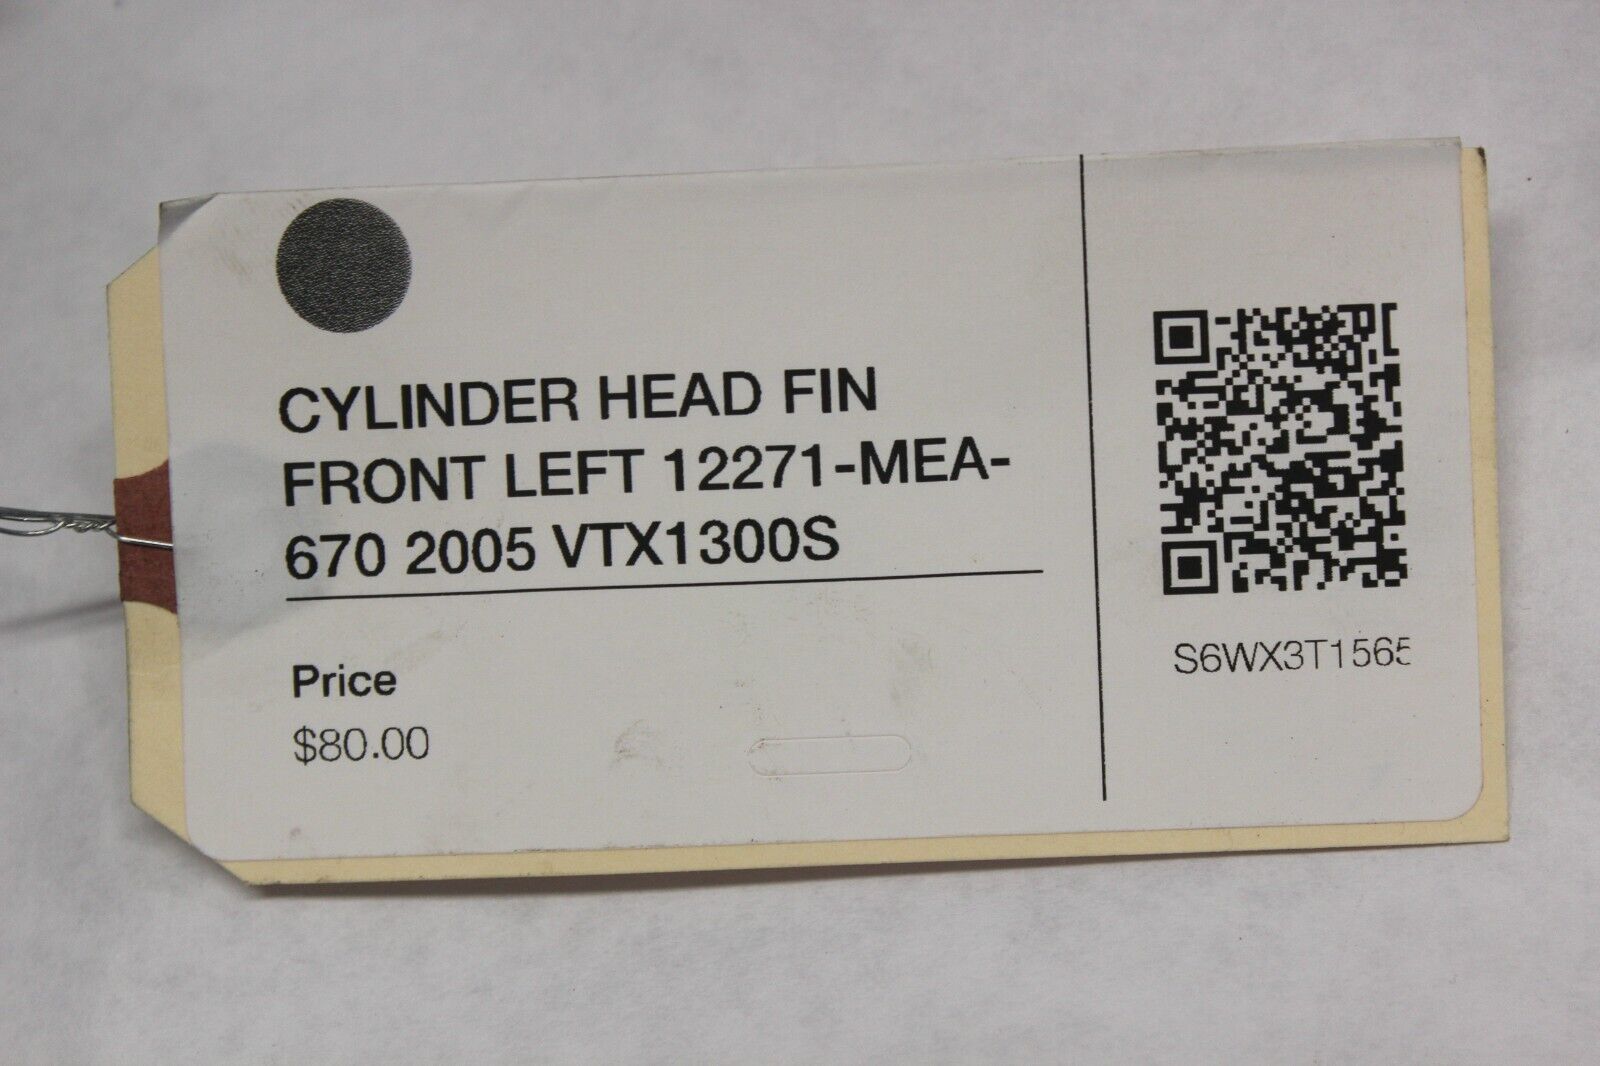 CYLINDER HEAD FIN
FRONT LEFT 12271-MEA-
670 2005 VTX1300S
Price
$80.00
S6WX3T1565